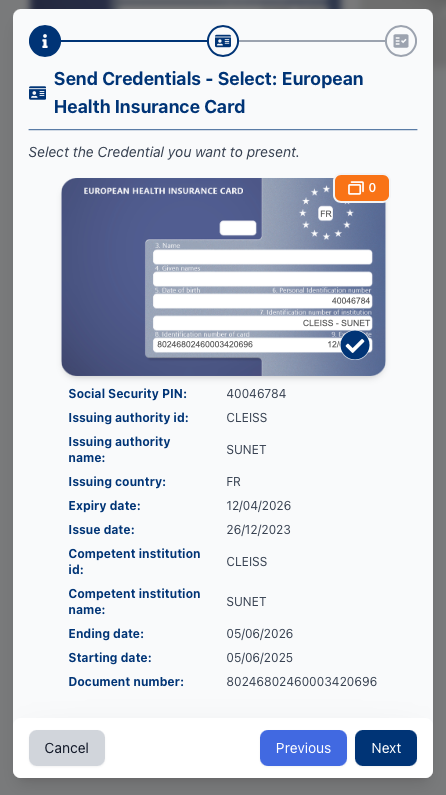 Send Credentials - Select: European
Health Insurance Card
Select the Credential you want to present.
EUROPEAN HEALTH INSURANCE CARD
0
FR
3. Name
4. Given names
5. Date of birth 6. Personal Identification number
40046784
7. Identification number of institution
CLEISS - SUNET
8. Identification number of card
80246802460003420696
Social Security PIN: 40046784
Issuing authority id: CLEISS
Issuing authority
name: SUNET
Issuing country: FR
Expiry date: 12/04/2026
Issue date: 26/12/2023
Competent institution
id: CLEISS
Competent institution
name: SUNET
Ending date: 05/06/2026
Starting date: 05/06/2025
Document number: 80246802460003420696
Cancel Previous Next